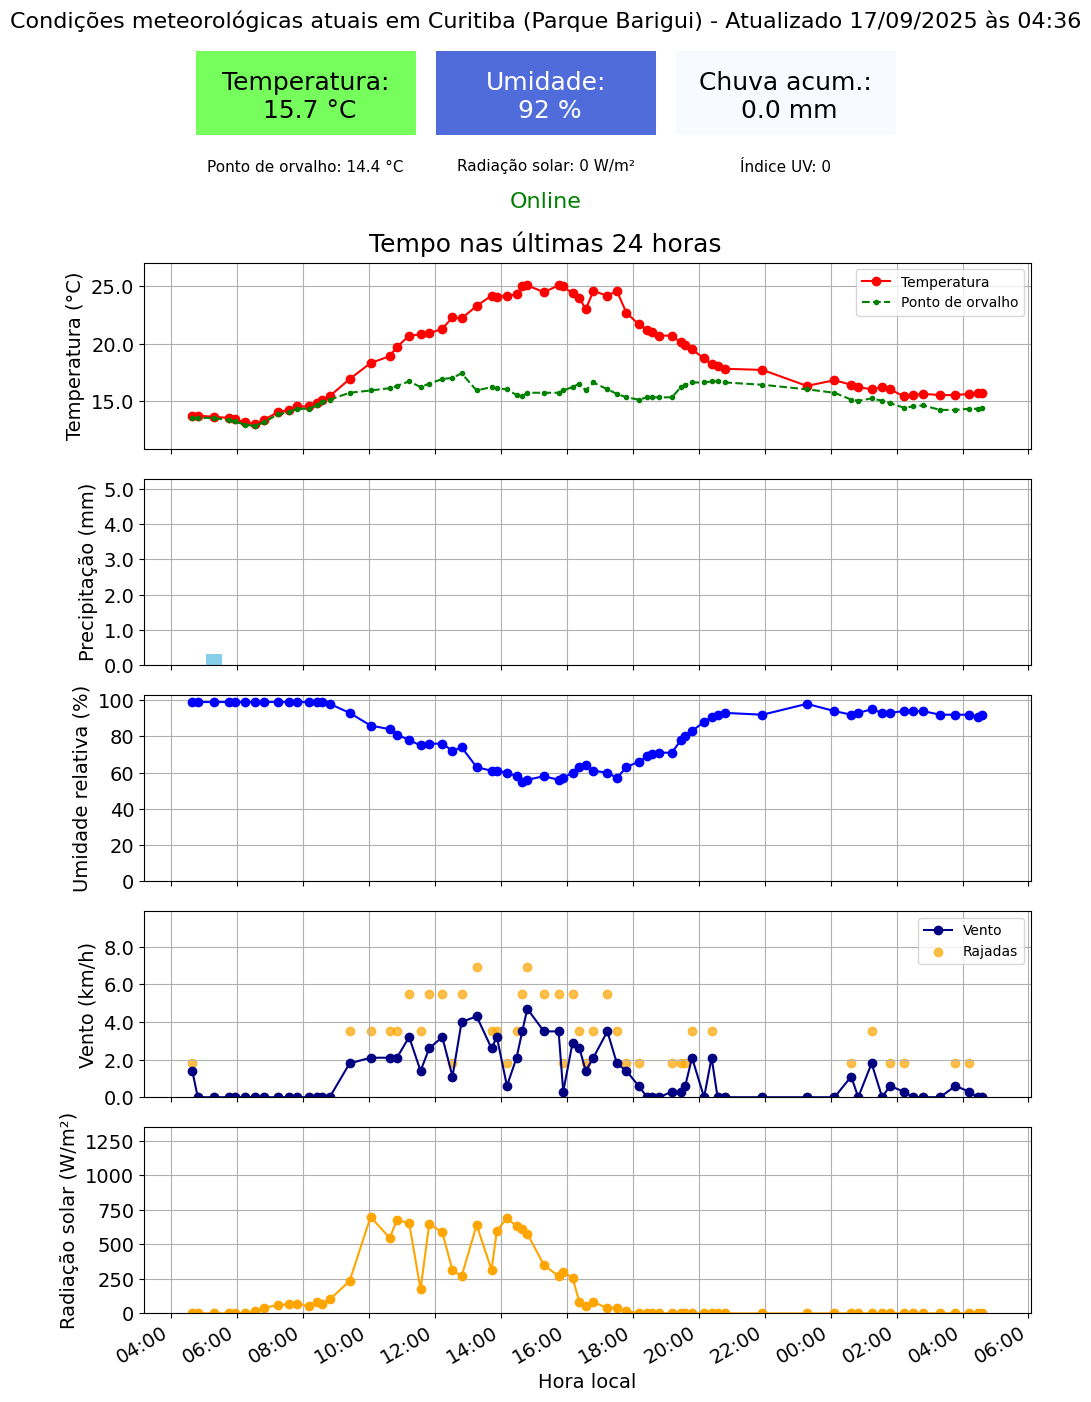 Condições meteorológicas atuais em Curitiba (Parque Barigui) - Atualizado 17/09/2025 às 04:36
Temperatura:
15.7 °C
Umidade:
92 %
Chuva acum.:
0.0 mm
Ponto de orvalho: 14.4 °C
Radiação solar: 0 W/m²
Índice UV: 0
Online
Tempo nas últimas 24 horas
Temperatura (°C)
25.0
20.0
15.0
Temperatura
Ponto de orvalho
Precipitação (mm)
5.0
4.0
3.0
2.0
1.0
0.0
Umidade relativa (%)
100
80
60
40
20
0
Vento (km/h)
8.0
6.0
4.0
2.0
0.0
Vento
Rajadas
Radiação solar (W/m²)
1250
1000
750
500
250
0
04:00
06:00
08:00
10:00
12:00
14:00
16:00
18:00
20:00
22:00
00:00
02:00
04:00
06:00
Hora local